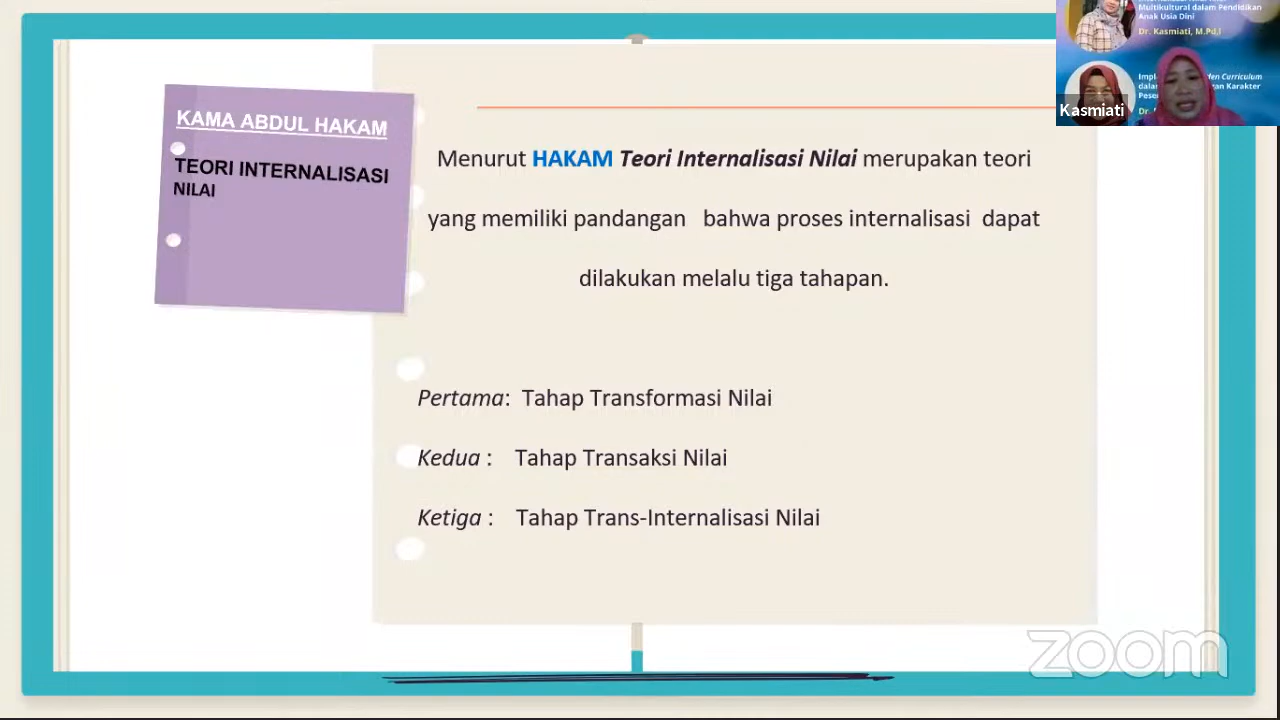 KAMA ABDUL HAKAM
TEORI INTERNALISASI
NILAI
Menurut HAKAM Teori Internalisasi Nilai merupakan teori
yang memiliki pandangan bahwa proses internalisasi dapat
dilakukan melalu tiga tahapan.
Pertama: Tahap Transformasi Nilai
Kedua : Tahap Transaksi Nilai
Ketiga : Tahap Trans-Internalisasi Nilai
Multikultural dalam Pendidikan
Anak Usia Dini
Dr. Kasmiati, M.Pd,I
Curriculum
Karakter
Kasmiati
zoom